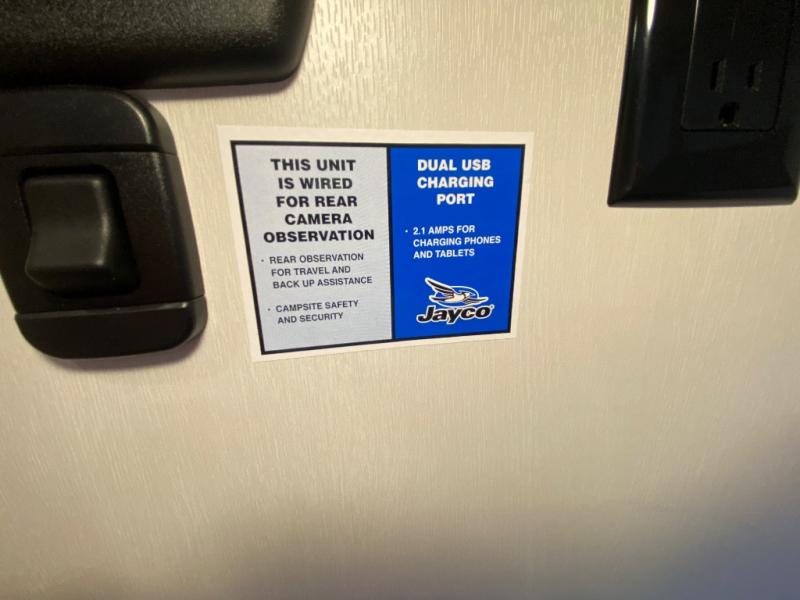 THIS UNIT
IS WIRED
FOR REAR
CAMERA
OBSERVATION
· REAR OBSERVATION
FOR TRAVEL AND
BACK UP ASSISTANCE
· CAMPSITE SAFETY
AND SECURITY
DUAL USB
CHARGING
PORT
· 2.1 AMPS FOR
CHARGING PHONES
AND TABLETS
Jayco